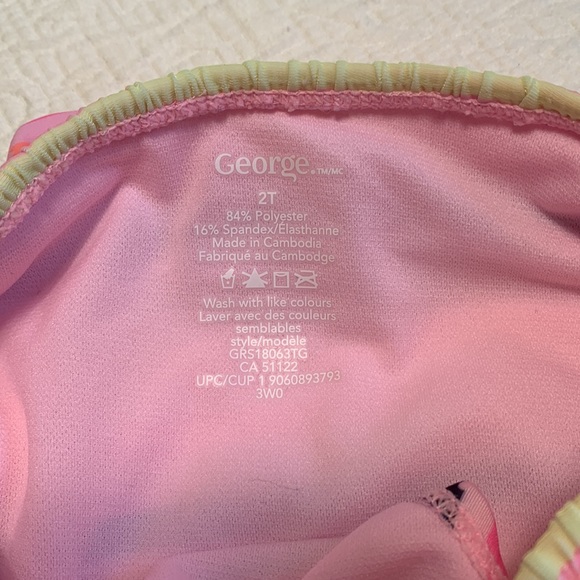 George.TM/MC
2T
84% Polyester
16% Spandex/Élasthanne
Made in Cambodia
Fabriqué au Cambodge
Wash with like colours
Laver avec des couleurs
semblables
style/modèle
GRS18063TG
CA 51122
UPC/CUP 1 9060893793
3W0